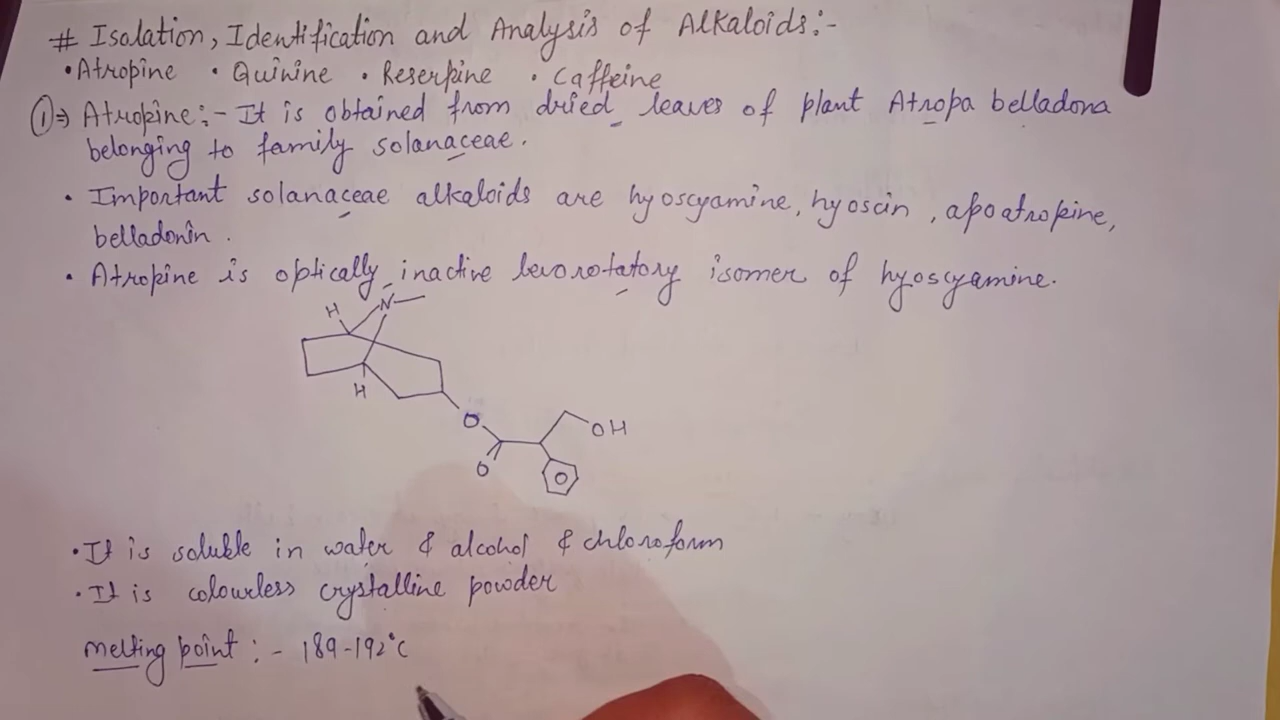 # Isolation, Identification and Analysis of Alkaloids:-
• Atropine • Quinine • Reserpine • Caffeine
① ⇒ Atropine:- It is obtained from dried leaves of plant Atropa belladona
belonging to family solanaceae.
• Important solanaceae alkaloids are hyoscyamine, hyoscin, apoatropine,
belladonin.
• Atropine is optically inactive levorotatory isomer of hyoscyamine.
H N
H
O
OH
O
• It is soluble in water & alcohol & chloroform
• It is colourless crystalline powder
melting point :- 189-192°C